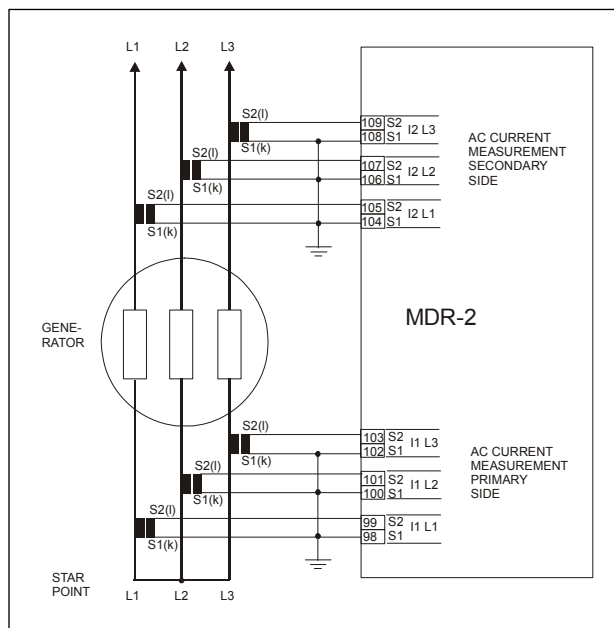 L1 L2 L3
S2(l)
S1(k)
109 S2
108 S1
I2 L3
S2(l)
S1(k)
107 S2
106 S1
I2 L2
S2(l)
S1(k)
105 S2
104 S1
I2 L1
AC CURRENT
MEASUREMENT
SECONDARY
SIDE
GENE-
RATOR
MDR-2
S2(l)
S1(k)
103 S2
102 S1
I1 L3
S2(l)
S1(k)
101 S2
100 S1
I1 L2
S2(l)
S1(k)
99 S2
98 S1
I1 L1
AC CURRENT
MEASUREMENT
PRIMARY
SIDE
STAR
POINT
L1 L2 L3